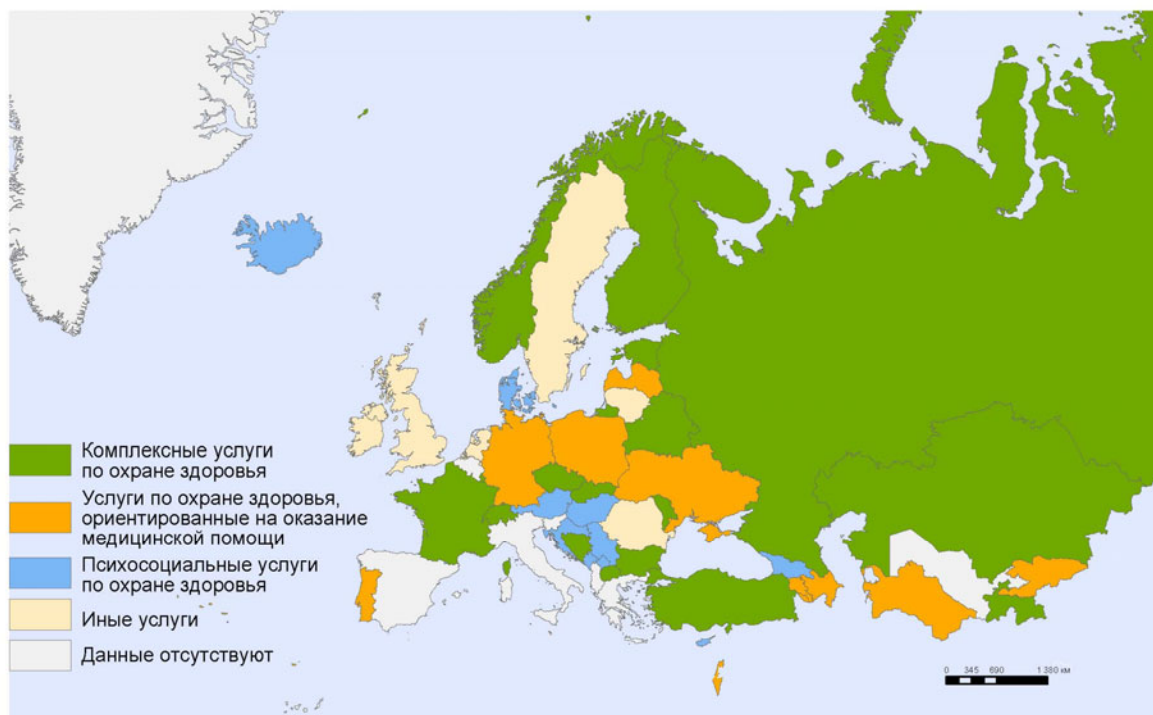 Комплексные услуги
по охране здоровья
Услуги по охране здоровья,
ориентированные на оказание
медицинской помощи
Психосоциальные услуги
по охране здоровья
Иные услуги
Данные отсутствуют
0 345 690 1 380 км